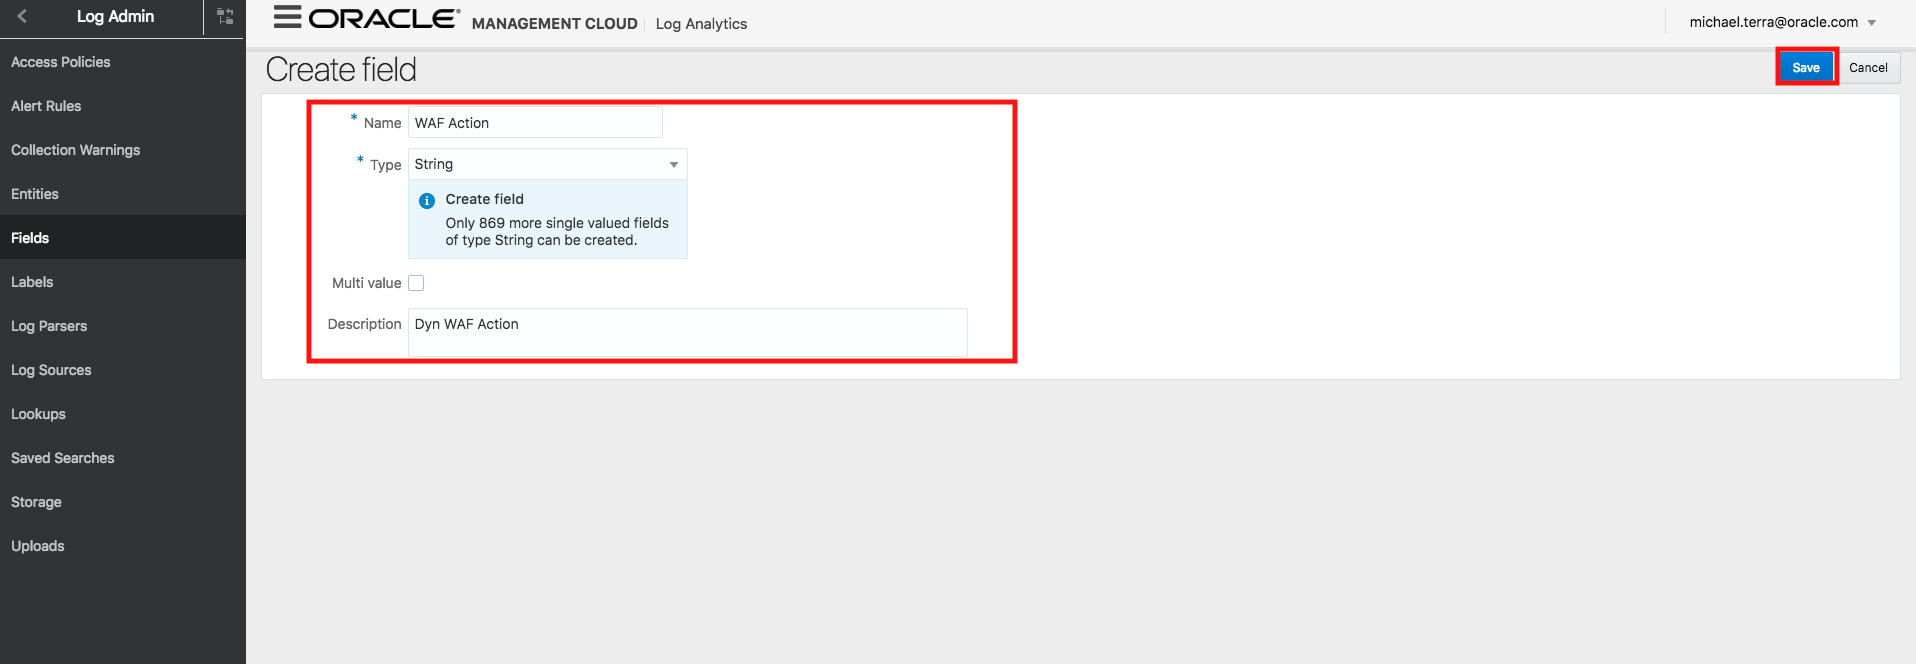 Log Admin
ORACLE® MANAGEMENT CLOUD Log Analytics
michael.terra@oracle.com
Access Policies
Alert Rules
Collection Warnings
Entities
Fields
Labels
Log Parsers
Log Sources
Lookups
Saved Searches
Storage
Uploads
Create field
Save Cancel
* Name WAF Action
* Type String
Create field
Only 869 more single valued fields
of type String can be created.
Multi value
Description Dyn WAF Action